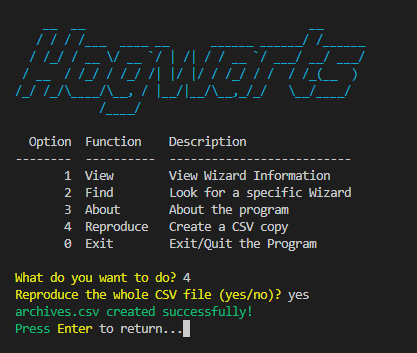 Hogwarts
Option Function Description
-------- ---------- --------------------------
1 View View Wizard Information
2 Find Look for a specific Wizard
3 About About the program
4 Reproduce Create a CSV copy
0 Exit Exit/Quit the Program
What do you want to do? 4
Reproduce the whole CSV file (yes/no)? yes
archives.csv created successfully!
Press Enter to return...